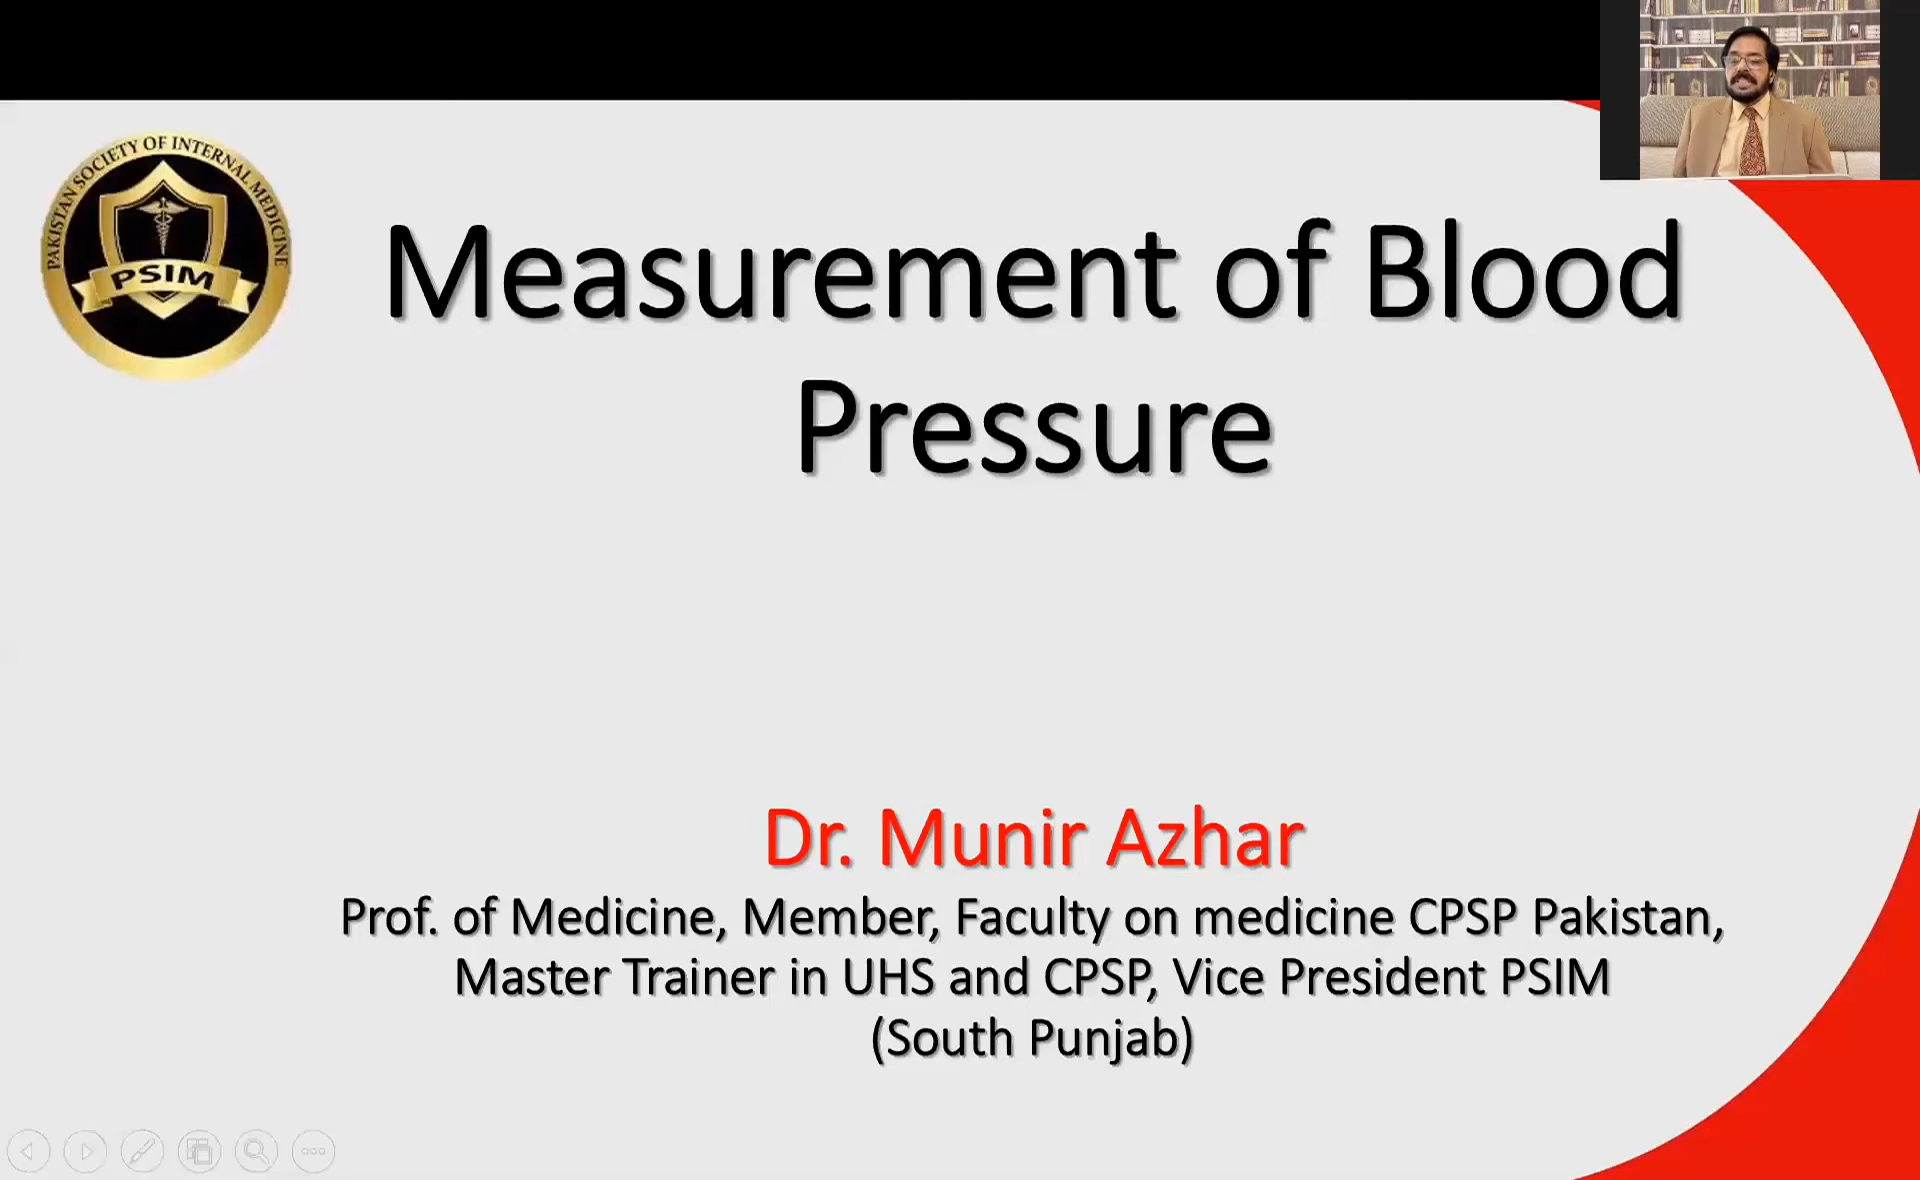 PAKISTAN SOCIETY OF INTERNAL MEDICINE
PSIM
Measurement of Blood
Pressure
Dr. Munir Azhar
Prof. of Medicine, Member, Faculty on medicine CPSP Pakistan,
Master Trainer in UHS and CPSP, Vice President PSIM
(South Punjab)